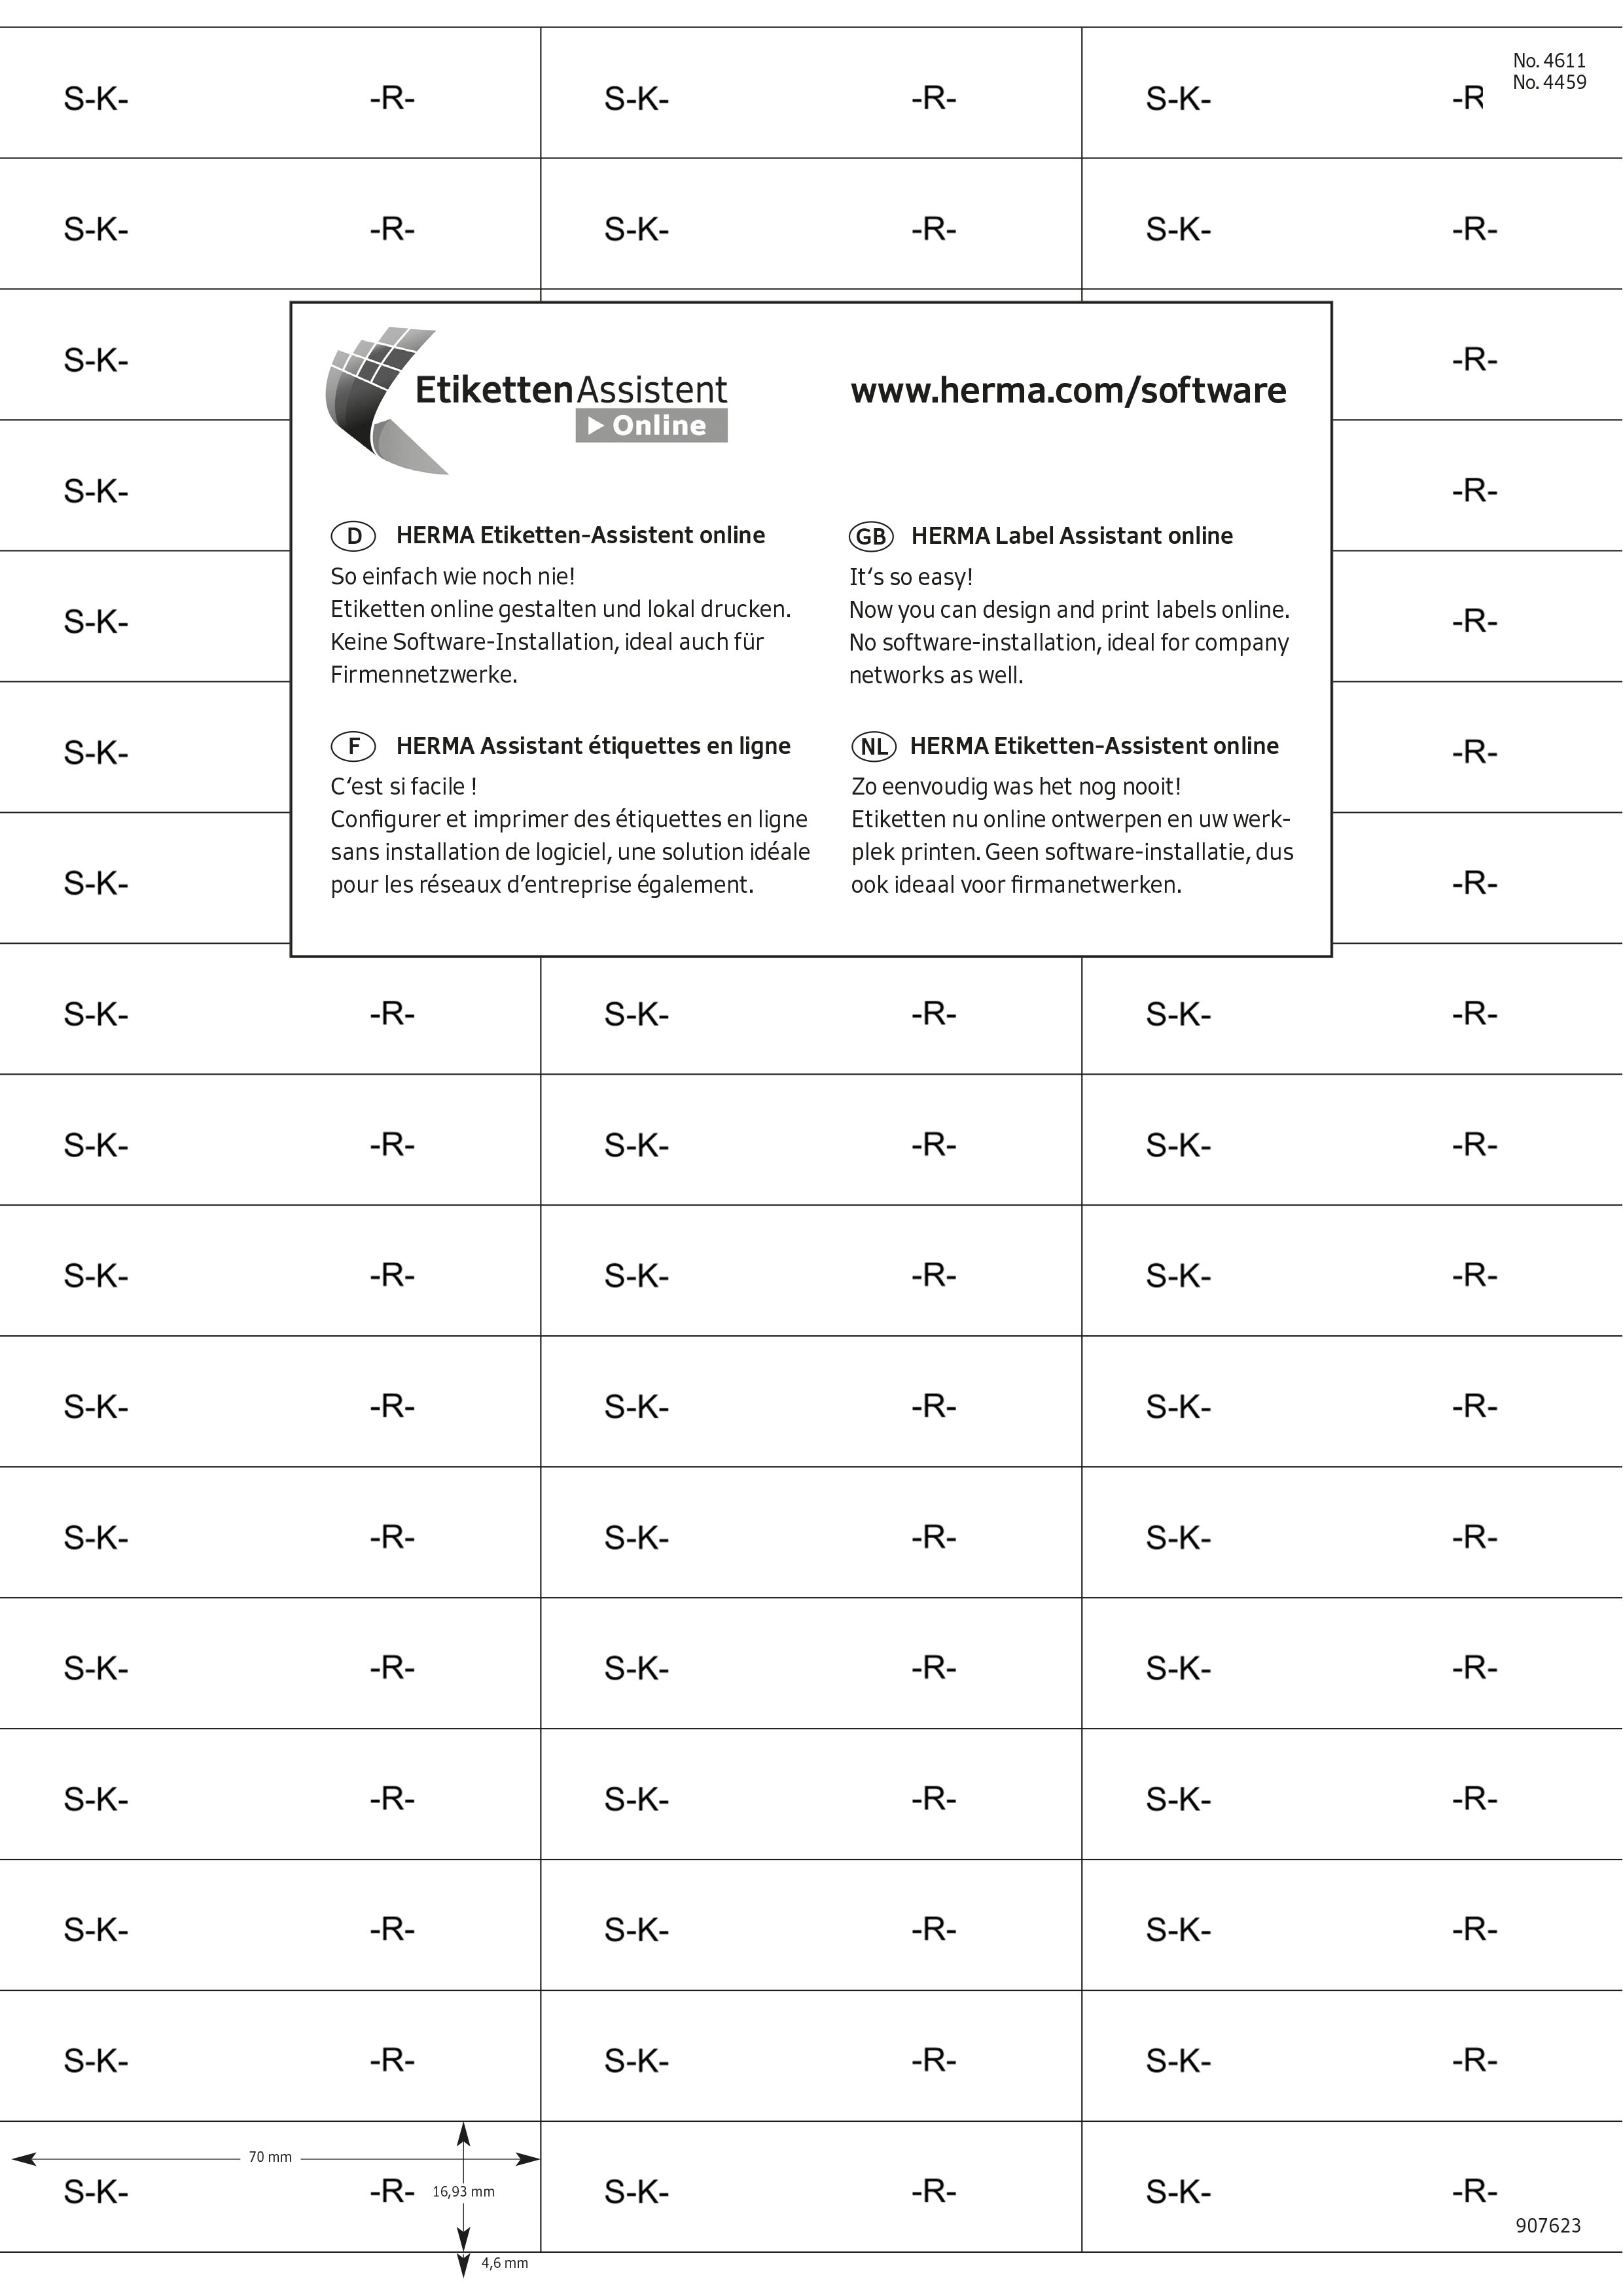 No. 4611
No. 4459
S-K- -R- S-K- -R- S-K- -R
S-K- -R- S-K- -R- S-K- -R-
S-K- -R-
EtikettenAssistent www.herma.com/software
Online
S-K- -R-
D HERMA Etiketten-Assistent online
So einfach wie noch nie!
Etiketten online gestalten und lokal drucken.
Keine Software-Installation, ideal auch für
Firmennetzwerke.
GB HERMA Label Assistant online
It‘s so easy!
Now you can design and print labels online.
No software-installation, ideal for company
networks as well.
S-K- -R-
F HERMA Assistant étiquettes en ligne
C‘est si facile !
Configurer et imprimer des étiquettes en ligne
sans installation de logiciel, une solution idéale
pour les réseaux d’entreprise également.
NL HERMA Etiketten-Assistent online
Zo eenvoudig was het nog nooit!
Etiketten nu online ontwerpen en uw werk-
plek printen. Geen software-installatie, dus
ook ideaal voor firmanetwerken.
S-K- -R-
S-K- -R-
S-K- -R- S-K- -R- S-K- -R-
S-K- -R- S-K- -R- S-K- -R-
S-K- -R- S-K- -R- S-K- -R-
S-K- -R- S-K- -R- S-K- -R-
S-K- -R- S-K- -R- S-K- -R-
S-K- -R- S-K- -R- S-K- -R-
S-K- -R- S-K- -R- S-K- -R-
S-K- -R- S-K- -R- S-K- -R-
S-K- -R- S-K- -R- S-K- -R-
70 mm
S-K- -R- 16,93 mm S-K- -R- S-K- -R-
907623
4,6 mm